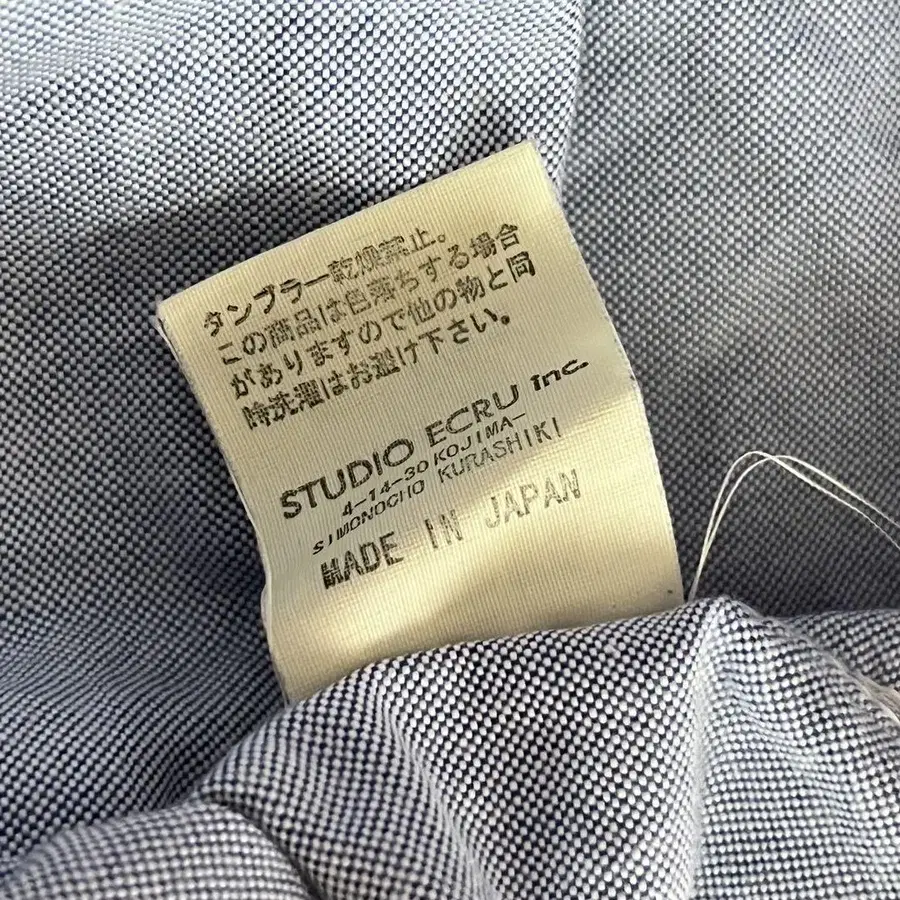 タンブラー乾燥禁止。
この商品は色落ちする場合
がありますので他の物と同
時洗濯はお避け下さい。
STUDIO ECRU Inc.
4-14-30 KOJIMA-
SIMONOCHO KURASHIKI
MADE IN JAPAN